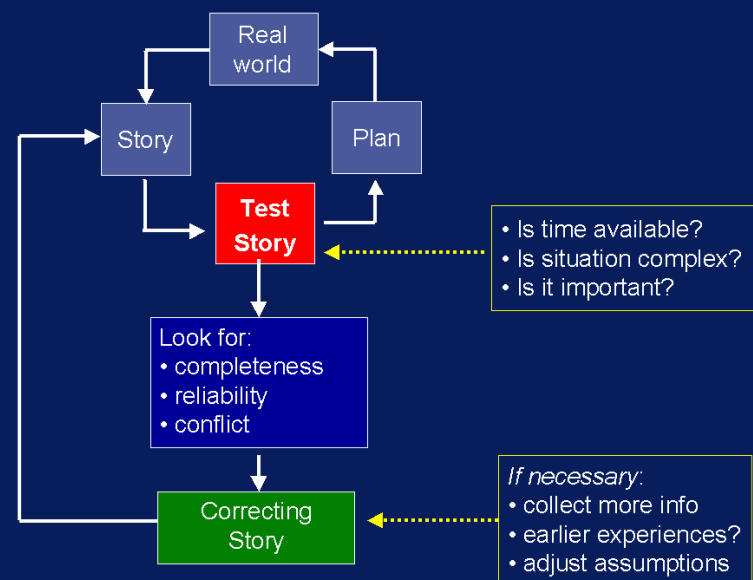 Real
world
Story
Plan
Test
Story
• Is time available?
• Is situation complex?
• Is it important?
Look for:
• completeness
• reliability
• conflict
Correcting
Story
If necessary:
• collect more info
• earlier experiences?
• adjust assumptions